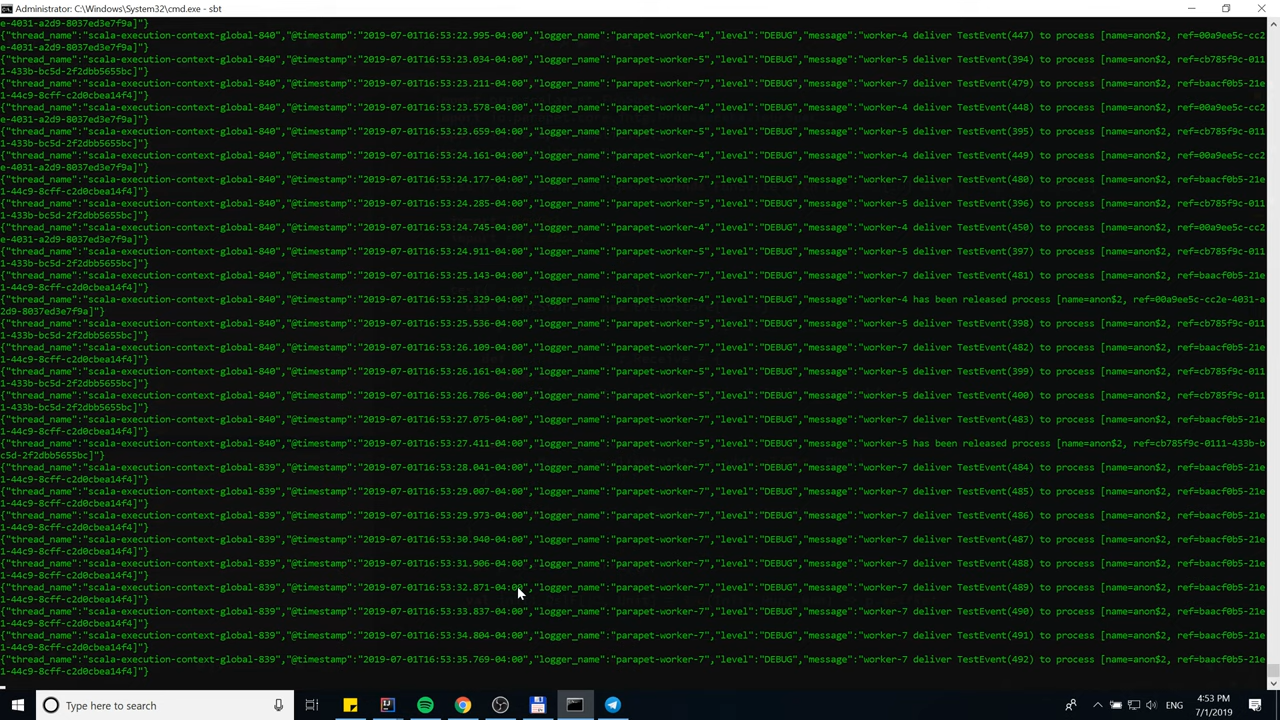 Administrator: C:\Windows\System32\cmd.exe - sbt
e-4031-a2d9-8037ed3e7f9a]"}
{"thread_name":"scala-execution-context-global-840","@timestamp":"2019-07-01T16:53:22.995-04:00","logger_name":"parapet-worker-4","level":"DEBUG","message":"worker-4 deliver TestEvent(447) to process [name=anon$2, ref=00a9ee5c-cc2
e-4031-a2d9-8037ed3e7f9a]"}
{"thread_name":"scala-execution-context-global-840","@timestamp":"2019-07-01T16:53:23.034-04:00","logger_name":"parapet-worker-5","level":"DEBUG","message":"worker-5 deliver TestEvent(394) to process [name=anon$2, ref=cb785f9c-011
1-433b-bc5d-2f2dbb5655bc]"}
{"thread_name":"scala-execution-context-global-840","@timestamp":"2019-07-01T16:53:23.211-04:00","logger_name":"parapet-worker-7","level":"DEBUG","message":"worker-7 deliver TestEvent(479) to process [name=anon$2, ref=baacf0b5-21e
1-44c9-8cff-c2d0cbea14f4]"}
{"thread_name":"scala-execution-context-global-840","@timestamp":"2019-07-01T16:53:23.578-04:00","logger_name":"parapet-worker-4","level":"DEBUG","message":"worker-4 deliver TestEvent(448) to process [name=anon$2, ref=00a9ee5c-cc2
e-4031-a2d9-8037ed3e7f9a]"}
{"thread_name":"scala-execution-context-global-840","@timestamp":"2019-07-01T16:53:23.659-04:00","logger_name":"parapet-worker-5","level":"DEBUG","message":"worker-5 deliver TestEvent(395) to process [name=anon$2, ref=cb785f9c-011
1-433b-bc5d-2f2dbb5655bc]"}
{"thread_name":"scala-execution-context-global-840","@timestamp":"2019-07-01T16:53:24.161-04:00","logger_name":"parapet-worker-4","level":"DEBUG","message":"worker-4 deliver TestEvent(449) to process [name=anon$2, ref=00a9ee5c-cc2
e-4031-a2d9-8037ed3e7f9a]"}
{"thread_name":"scala-execution-context-global-840","@timestamp":"2019-07-01T16:53:24.177-04:00","logger_name":"parapet-worker-7","level":"DEBUG","message":"worker-7 deliver TestEvent(480) to process [name=anon$2, ref=baacf0b5-21e
1-44c9-8cff-c2d0cbea14f4]"}
{"thread_name":"scala-execution-context-global-840","@timestamp":"2019-07-01T16:53:24.285-04:00","logger_name":"parapet-worker-5","level":"DEBUG","message":"worker-5 deliver TestEvent(396) to process [name=anon$2, ref=cb785f9c-011
1-433b-bc5d-2f2dbb5655bc]"}
{"thread_name":"scala-execution-context-global-840","@timestamp":"2019-07-01T16:53:24.745-04:00","logger_name":"parapet-worker-4","level":"DEBUG","message":"worker-4 deliver TestEvent(450) to process [name=anon$2, ref=00a9ee5c-cc2
e-4031-a2d9-8037ed3e7f9a]"}
{"thread_name":"scala-execution-context-global-840","@timestamp":"2019-07-01T16:53:24.911-04:00","logger_name":"parapet-worker-5","level":"DEBUG","message":"worker-5 deliver TestEvent(397) to process [name=anon$2, ref=cb785f9c-011
1-433b-bc5d-2f2dbb5655bc]"}
{"thread_name":"scala-execution-context-global-840","@timestamp":"2019-07-01T16:53:25.143-04:00","logger_name":"parapet-worker-7","level":"DEBUG","message":"worker-7 deliver TestEvent(481) to process [name=anon$2, ref=baacf0b5-21e
1-44c9-8cff-c2d0cbea14f4]"}
{"thread_name":"scala-execution-context-global-840","@timestamp":"2019-07-01T16:53:25.329-04:00","logger_name":"parapet-worker-4","level":"DEBUG","message":"worker-4 has been released process [name=anon$2, ref=00a9ee5c-cc2e-4031-a
2d9-8037ed3e7f9a]"}
{"thread_name":"scala-execution-context-global-840","@timestamp":"2019-07-01T16:53:25.536-04:00","logger_name":"parapet-worker-5","level":"DEBUG","message":"worker-5 deliver TestEvent(398) to process [name=anon$2, ref=cb785f9c-011
1-433b-bc5d-2f2dbb5655bc]"}
{"thread_name":"scala-execution-context-global-840","@timestamp":"2019-07-01T16:53:26.109-04:00","logger_name":"parapet-worker-7","level":"DEBUG","message":"worker-7 deliver TestEvent(482) to process [name=anon$2, ref=baacf0b5-21e
1-44c9-8cff-c2d0cbea14f4]"}
{"thread_name":"scala-execution-context-global-840","@timestamp":"2019-07-01T16:53:26.161-04:00","logger_name":"parapet-worker-5","level":"DEBUG","message":"worker-5 deliver TestEvent(399) to process [name=anon$2, ref=cb785f9c-011
1-433b-bc5d-2f2dbb5655bc]"}
{"thread_name":"scala-execution-context-global-840","@timestamp":"2019-07-01T16:53:26.786-04:00","logger_name":"parapet-worker-5","level":"DEBUG","message":"worker-5 deliver TestEvent(400) to process [name=anon$2, ref=cb785f9c-011
1-433b-bc5d-2f2dbb5655bc]"}
{"thread_name":"scala-execution-context-global-840","@timestamp":"2019-07-01T16:53:27.075-04:00","logger_name":"parapet-worker-7","level":"DEBUG","message":"worker-7 deliver TestEvent(483) to process [name=anon$2, ref=baacf0b5-21e
1-44c9-8cff-c2d0cbea14f4]"}
{"thread_name":"scala-execution-context-global-840","@timestamp":"2019-07-01T16:53:27.411-04:00","logger_name":"parapet-worker-5","level":"DEBUG","message":"worker-5 has been released process [name=anon$2, ref=cb785f9c-0111-433b-b
c5d-2f2dbb5655bc]"}
{"thread_name":"scala-execution-context-global-839","@timestamp":"2019-07-01T16:53:28.041-04:00","logger_name":"parapet-worker-7","level":"DEBUG","message":"worker-7 deliver TestEvent(484) to process [name=anon$2, ref=baacf0b5-21e
1-44c9-8cff-c2d0cbea14f4]"}
{"thread_name":"scala-execution-context-global-839","@timestamp":"2019-07-01T16:53:29.007-04:00","logger_name":"parapet-worker-7","level":"DEBUG","message":"worker-7 deliver TestEvent(485) to process [name=anon$2, ref=baacf0b5-21e
1-44c9-8cff-c2d0cbea14f4]"}
{"thread_name":"scala-execution-context-global-839","@timestamp":"2019-07-01T16:53:29.973-04:00","logger_name":"parapet-worker-7","level":"DEBUG","message":"worker-7 deliver TestEvent(486) to process [name=anon$2, ref=baacf0b5-21e
1-44c9-8cff-c2d0cbea14f4]"}
{"thread_name":"scala-execution-context-global-839","@timestamp":"2019-07-01T16:53:30.940-04:00","logger_name":"parapet-worker-7","level":"DEBUG","message":"worker-7 deliver TestEvent(487) to process [name=anon$2, ref=baacf0b5-21e
1-44c9-8cff-c2d0cbea14f4]"}
{"thread_name":"scala-execution-context-global-839","@timestamp":"2019-07-01T16:53:31.906-04:00","logger_name":"parapet-worker-7","level":"DEBUG","message":"worker-7 deliver TestEvent(488) to process [name=anon$2, ref=baacf0b5-21e
1-44c9-8cff-c2d0cbea14f4]"}
{"thread_name":"scala-execution-context-global-839","@timestamp":"2019-07-01T16:53:32.871-04:00","logger_name":"parapet-worker-7","level":"DEBUG","message":"worker-7 deliver TestEvent(489) to process [name=anon$2, ref=baacf0b5-21e
1-44c9-8cff-c2d0cbea14f4]"}
{"thread_name":"scala-execution-context-global-839","@timestamp":"2019-07-01T16:53:33.837-04:00","logger_name":"parapet-worker-7","level":"DEBUG","message":"worker-7 deliver TestEvent(490) to process [name=anon$2, ref=baacf0b5-21e
1-44c9-8cff-c2d0cbea14f4]"}
{"thread_name":"scala-execution-context-global-839","@timestamp":"2019-07-01T16:53:34.804-04:00","logger_name":"parapet-worker-7","level":"DEBUG","message":"worker-7 deliver TestEvent(491) to process [name=anon$2, ref=baacf0b5-21e
1-44c9-8cff-c2d0cbea14f4]"}
{"thread_name":"scala-execution-context-global-839","@timestamp":"2019-07-01T16:53:35.769-04:00","logger_name":"parapet-worker-7","level":"DEBUG","message":"worker-7 deliver TestEvent(492) to process [name=anon$2, ref=baacf0b5-21e
1-44c9-8cff-c2d0cbea14f4]"}
Type here to search
ENG
4:53 PM
7/1/2019